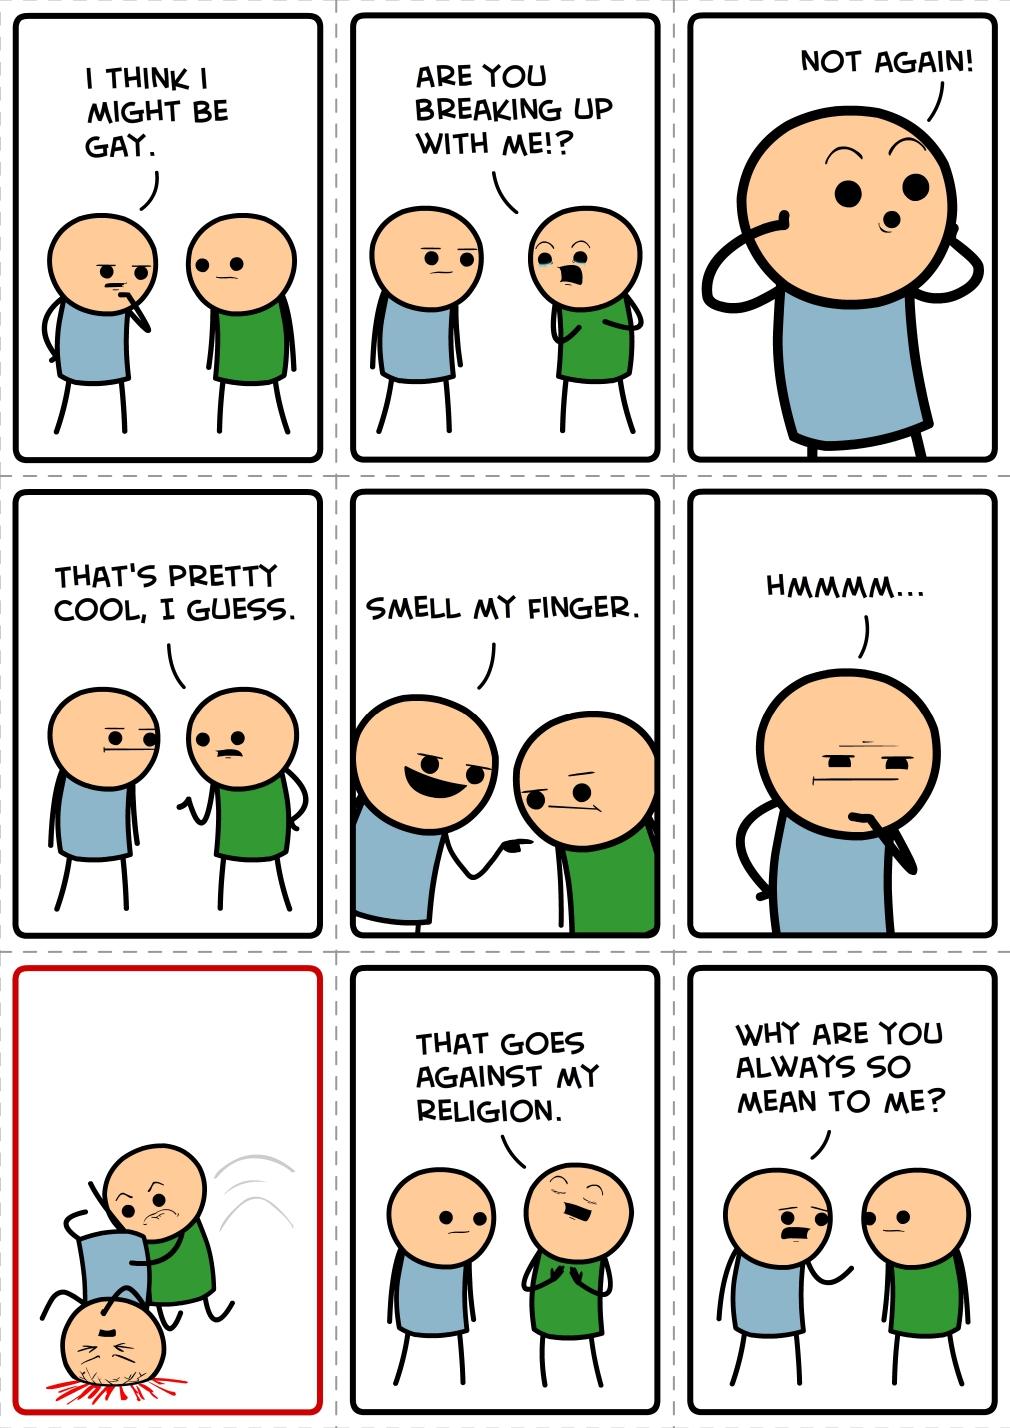 I THINK I
MIGHT BE
GAY.
ARE YOU
BREAKING UP
WITH ME!?
NOT AGAIN!
THAT'S PRETTY
COOL, I GUESS.
SMELL MY FINGER.
HMMMM...
THAT GOES
AGAINST MY
RELIGION.
WHY ARE YOU
ALWAYS SO
MEAN TO ME?